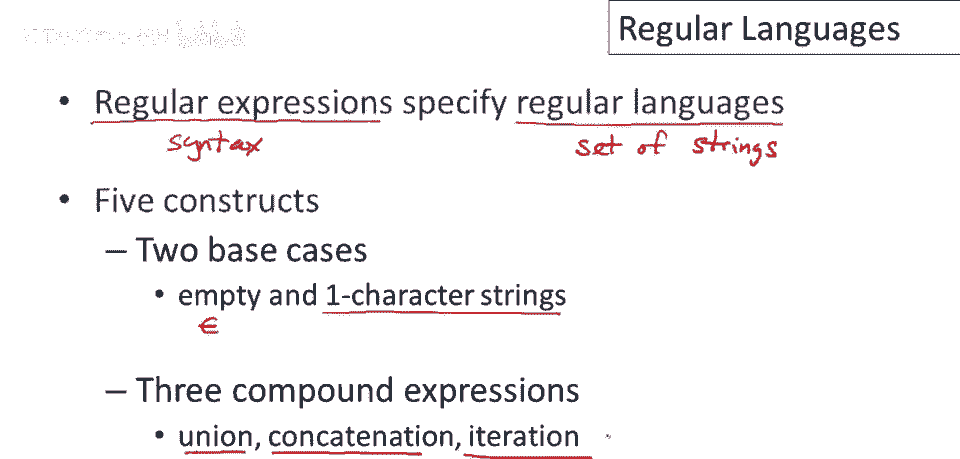 Regular Languages
• Regular expressions specify regular languages
syntax set of strings
• Five constructs
– Two base cases
• empty and 1-character strings
ϵ
– Three compound expressions
• union, concatenation, iteration